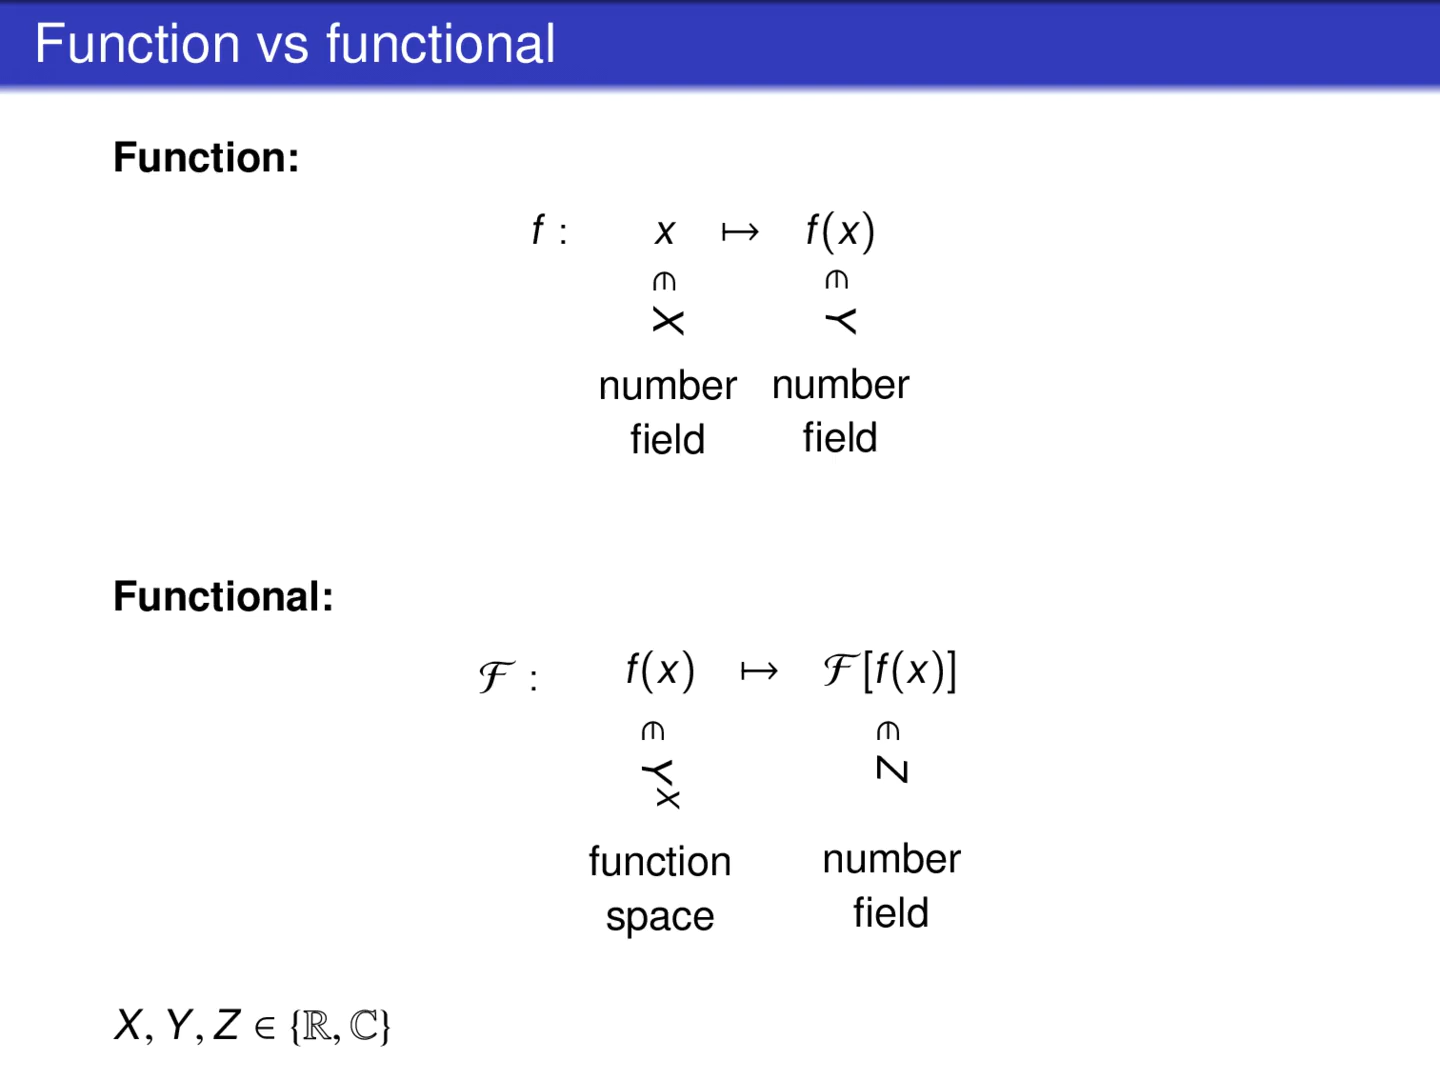 Function vs functional
Function:
f : x ↦ f(x)
∈ ∈
X Y
number number
field field
Functional:
ℱ : f(x) ↦ ℱ[f(x)]
∈ ∈
Y^X Z
function number
space field
X, Y, Z ∈ {ℝ, ℂ}